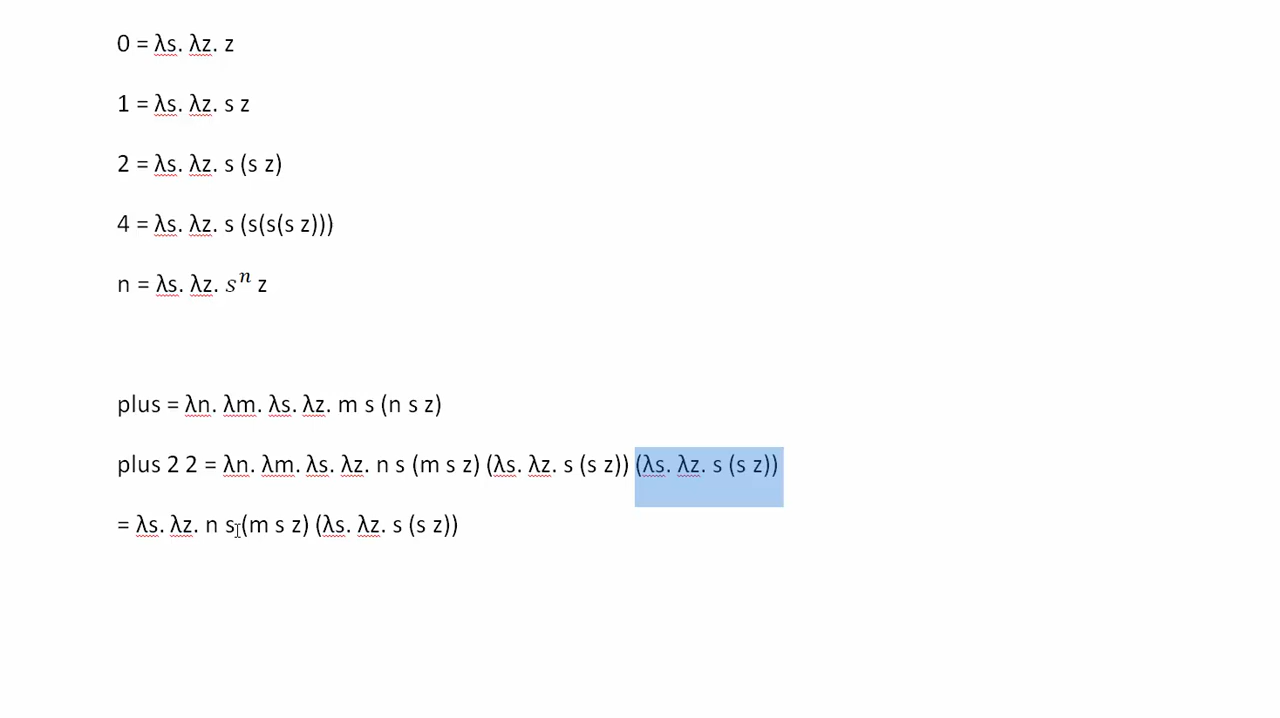 0 = λs. λz. z
1 = λs. λz. s z
2 = λs. λz. s (s z)
4 = λs. λz. s (s(s(s z)))
n = λs. λz. sⁿ z
plus = λn. λm. λs. λz. m s (n s z)
plus 2 2 = λn. λm. λs. λz. n s (m s z) (λs. λz. s (s z)) (λs. λz. s (s z))
= λs. λz. n s (m s z) (λs. λz. s (s z))